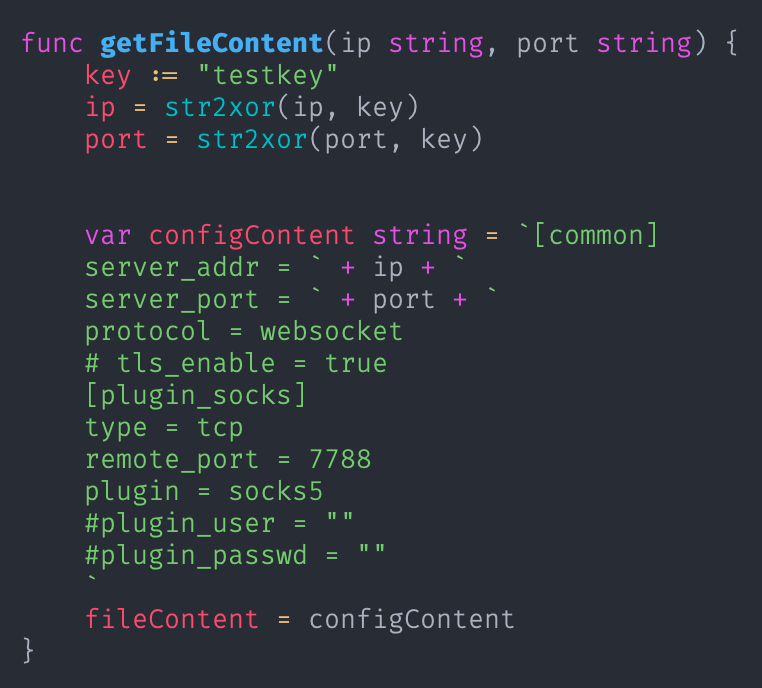 func getFileContent(ip string, port string) {
    key := "testkey"
    ip = str2xor(ip, key)
    port = str2xor(port, key)
    var configContent string = `[common]
    server_addr = ` + ip + `
    server_port = ` + port + `
    protocol = websocket
    # tls_enable = true
    [plugin_socks]
    type = tcp
    remote_port = 7788
    plugin = socks5
    #plugin_user = ""
    #plugin_passwd = ""
    `
    fileContent = configContent
}